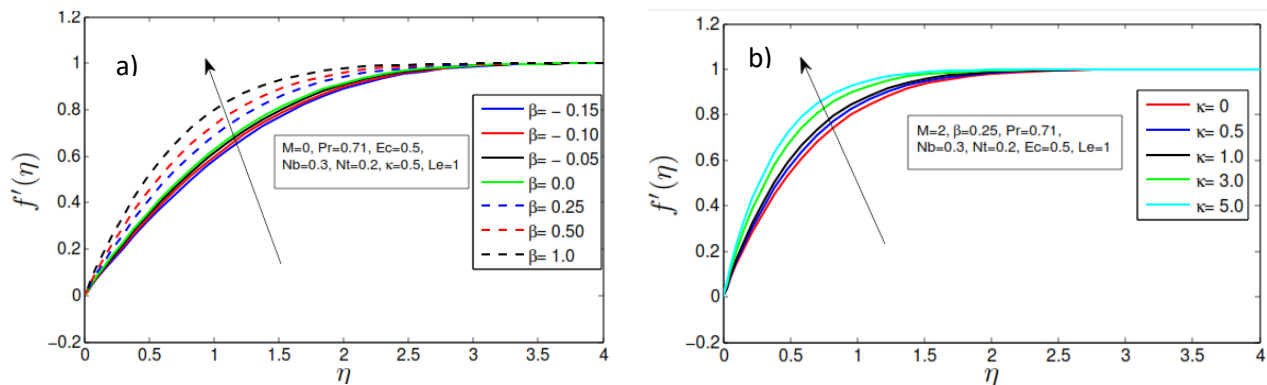 a)
1.2
1
0.8
0.6
0.4
0.2
0
−0.2
f′(η)
0 0.5 1 1.5 2 2.5 3 3.5 4
η
β= − 0.15
β= − 0.10
β= − 0.05
β= 0.0
β= 0.25
β= 0.50
β= 1.0
M=0, Pr=0.71, Ec=0.5,
Nb=0.3, Nt=0.2, κ=0.5, Le=1
b)
1.2
1
0.8
0.6
0.4
0.2
0
−0.2
f′(η)
0 0.5 1 1.5 2 2.5 3 3.5 4
η
κ= 0
κ= 0.5
κ= 1.0
κ= 3.0
κ= 5.0
M=2, β=0.25, Pr=0.71,
Nb=0.3, Nt=0.2, Ec=0.5, Le=1